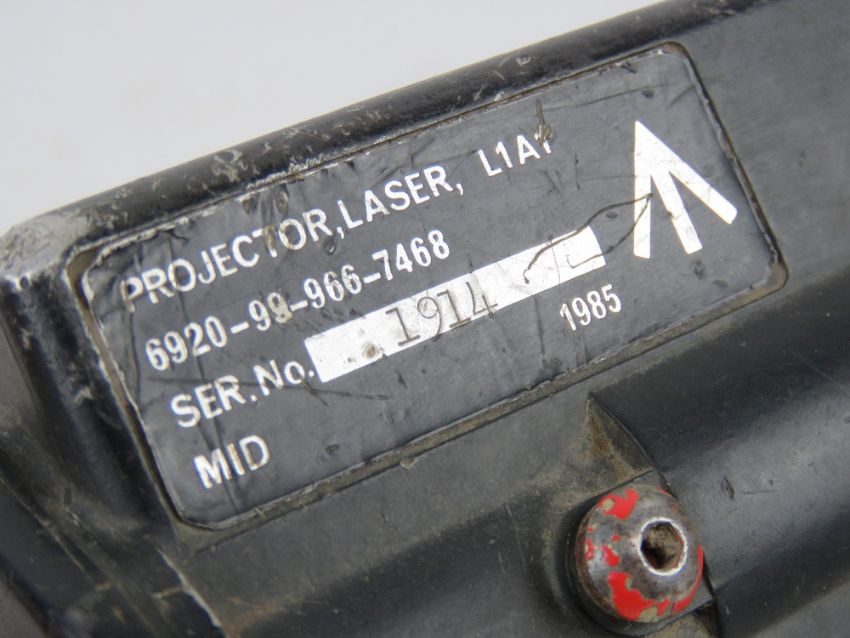 PROJECTOR, LASER, L1A1
6920-99-966-7468
SER. No. 1914
1985
MID